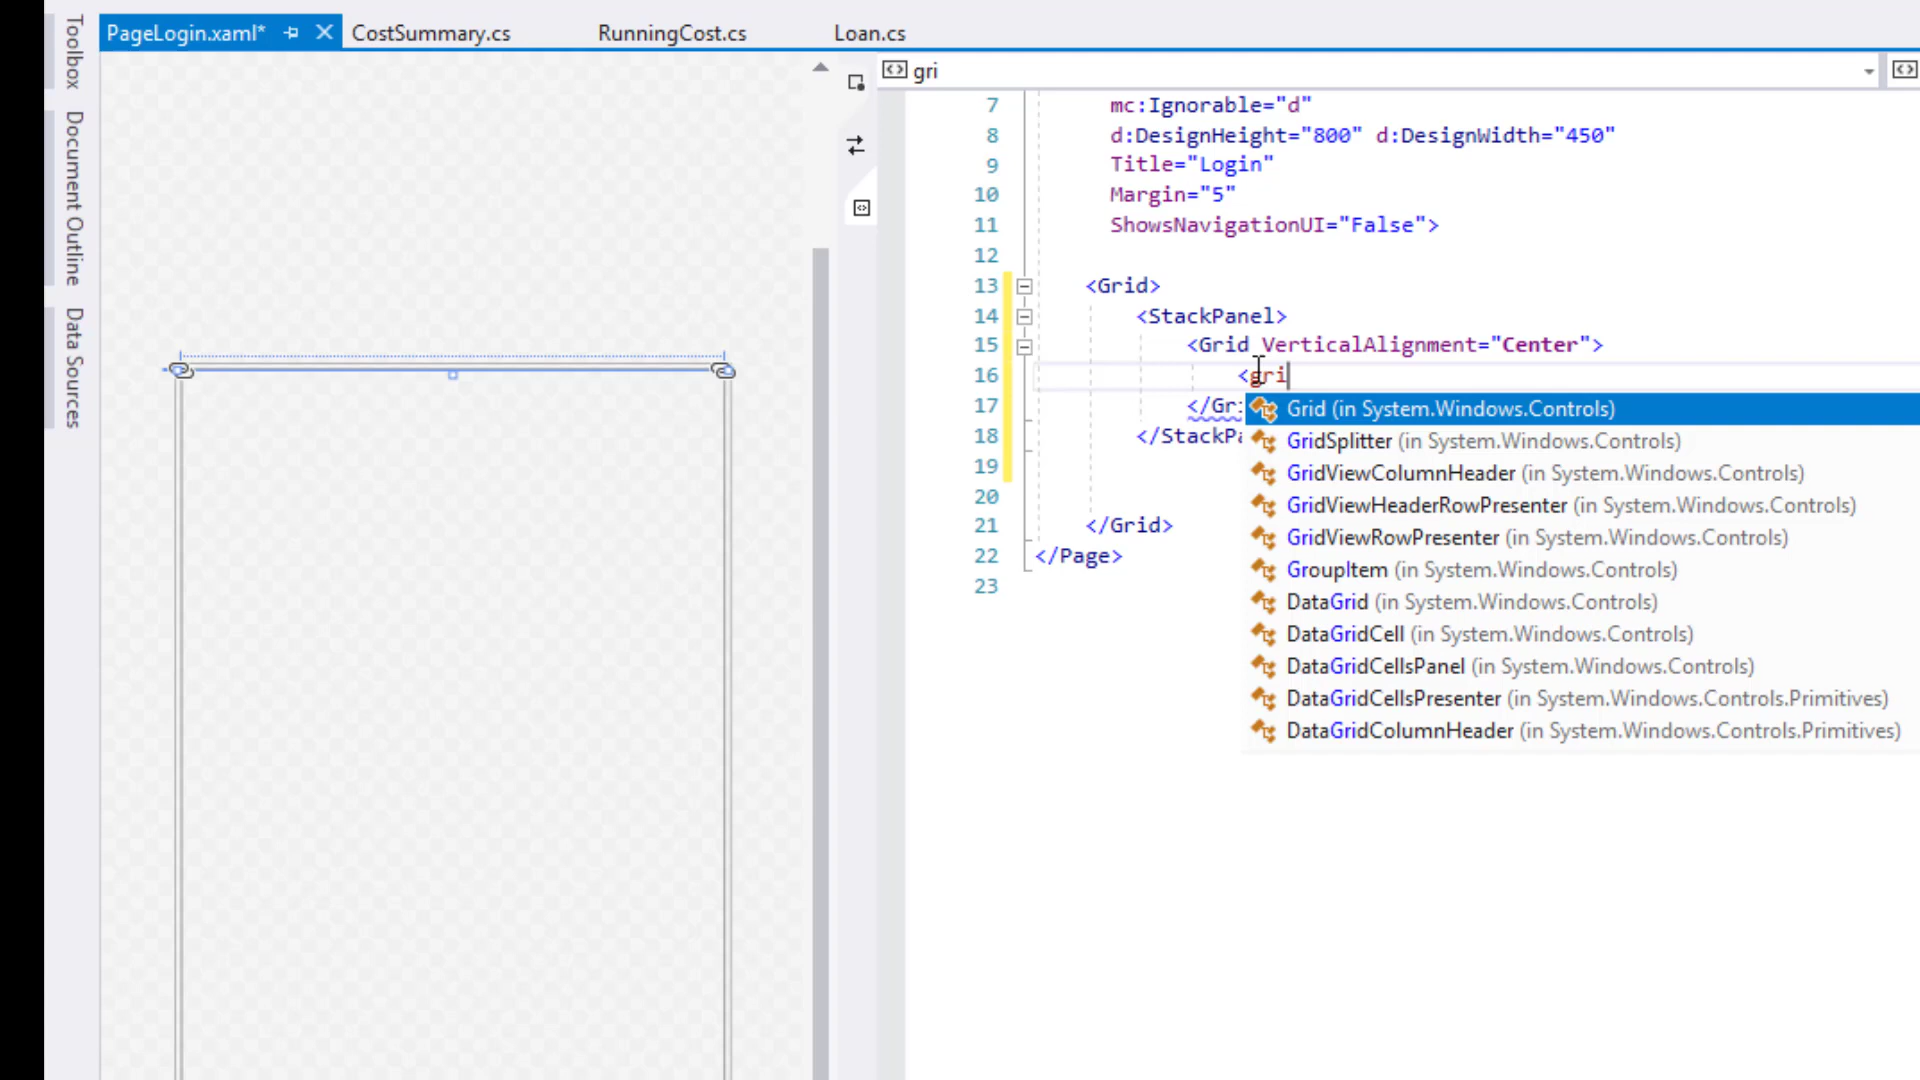 Toolbox
Document Outline
Data Sources
PageLogin.xaml*
CostSummary.cs
RunningCost.cs
Loan.cs
gri
7 mc:Ignorable="d"
8 d:DesignHeight="800" d:DesignWidth="450"
9 Title="Login"
10 Margin="5"
11 ShowsNavigationUI="False">
12
13 <Grid>
14 <StackPanel>
15 <Grid VerticalAlignment="Center">
16 <gri
17 </Gri
18 </StackPa
19
20
21 </Grid>
22 </Page>
23
Grid (in System.Windows.Controls)
GridSplitter (in System.Windows.Controls)
GridViewColumnHeader (in System.Windows.Controls)
GridViewHeaderRowPresenter (in System.Windows.Controls)
GridViewRowPresenter (in System.Windows.Controls)
GroupItem (in System.Windows.Controls)
DataGrid (in System.Windows.Controls)
DataGridCell (in System.Windows.Controls)
DataGridCellsPanel (in System.Windows.Controls)
DataGridCellsPresenter (in System.Windows.Controls.Primitives)
DataGridColumnHeader (in System.Windows.Controls.Primitives)